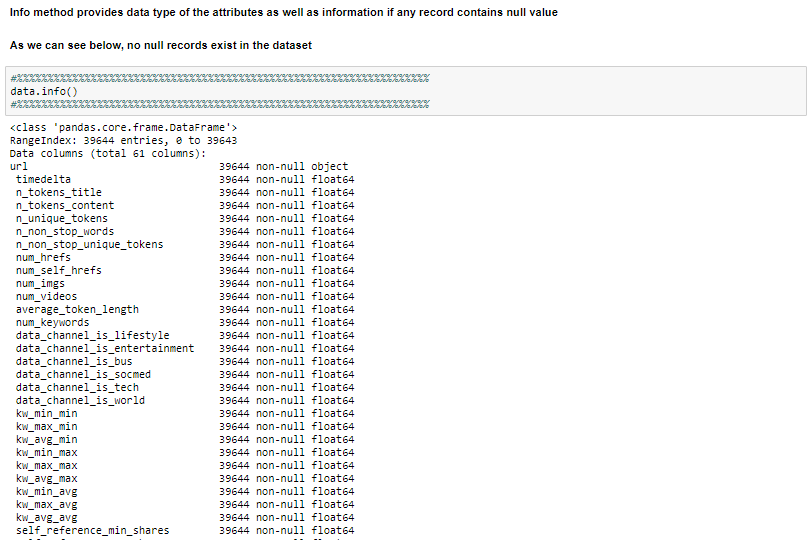 Info method provides data type of the attributes as well as information if any record contains null value
As we can see below, no null records exist in the dataset
#%%%%%%%%%%%%%%%%%%%%%%%%%%%%%%%%%%%%%%%%%%%%%%%%%%%%%%%%%%%%%%%%%%%
data.info()
#%%%%%%%%%%%%%%%%%%%%%%%%%%%%%%%%%%%%%%%%%%%%%%%%%%%%%%%%%%%%%%%%%%%
<class 'pandas.core.frame.DataFrame'>
RangeIndex: 39644 entries, 0 to 39643
Data columns (total 61 columns):
url                               39644 non-null object
 timedelta                        39644 non-null float64
 n_tokens_title                   39644 non-null float64
 n_tokens_content                 39644 non-null float64
 n_unique_tokens                  39644 non-null float64
 n_non_stop_words                 39644 non-null float64
 n_non_stop_unique_tokens         39644 non-null float64
 num_hrefs                        39644 non-null float64
 num_self_hrefs                   39644 non-null float64
 num_imgs                         39644 non-null float64
 num_videos                       39644 non-null float64
 average_token_length             39644 non-null float64
 num_keywords                     39644 non-null float64
 data_channel_is_lifestyle        39644 non-null float64
 data_channel_is_entertainment    39644 non-null float64
 data_channel_is_bus              39644 non-null float64
 data_channel_is_socmed           39644 non-null float64
 data_channel_is_tech             39644 non-null float64
 data_channel_is_world            39644 non-null float64
 kw_min_min                       39644 non-null float64
 kw_max_min                       39644 non-null float64
 kw_avg_min                       39644 non-null float64
 kw_min_max                       39644 non-null float64
 kw_max_max                       39644 non-null float64
 kw_avg_max                       39644 non-null float64
 kw_min_avg                       39644 non-null float64
 kw_max_avg                       39644 non-null float64
 kw_avg_avg                       39644 non-null float64
 self_reference_min_shares        39644 non-null float64